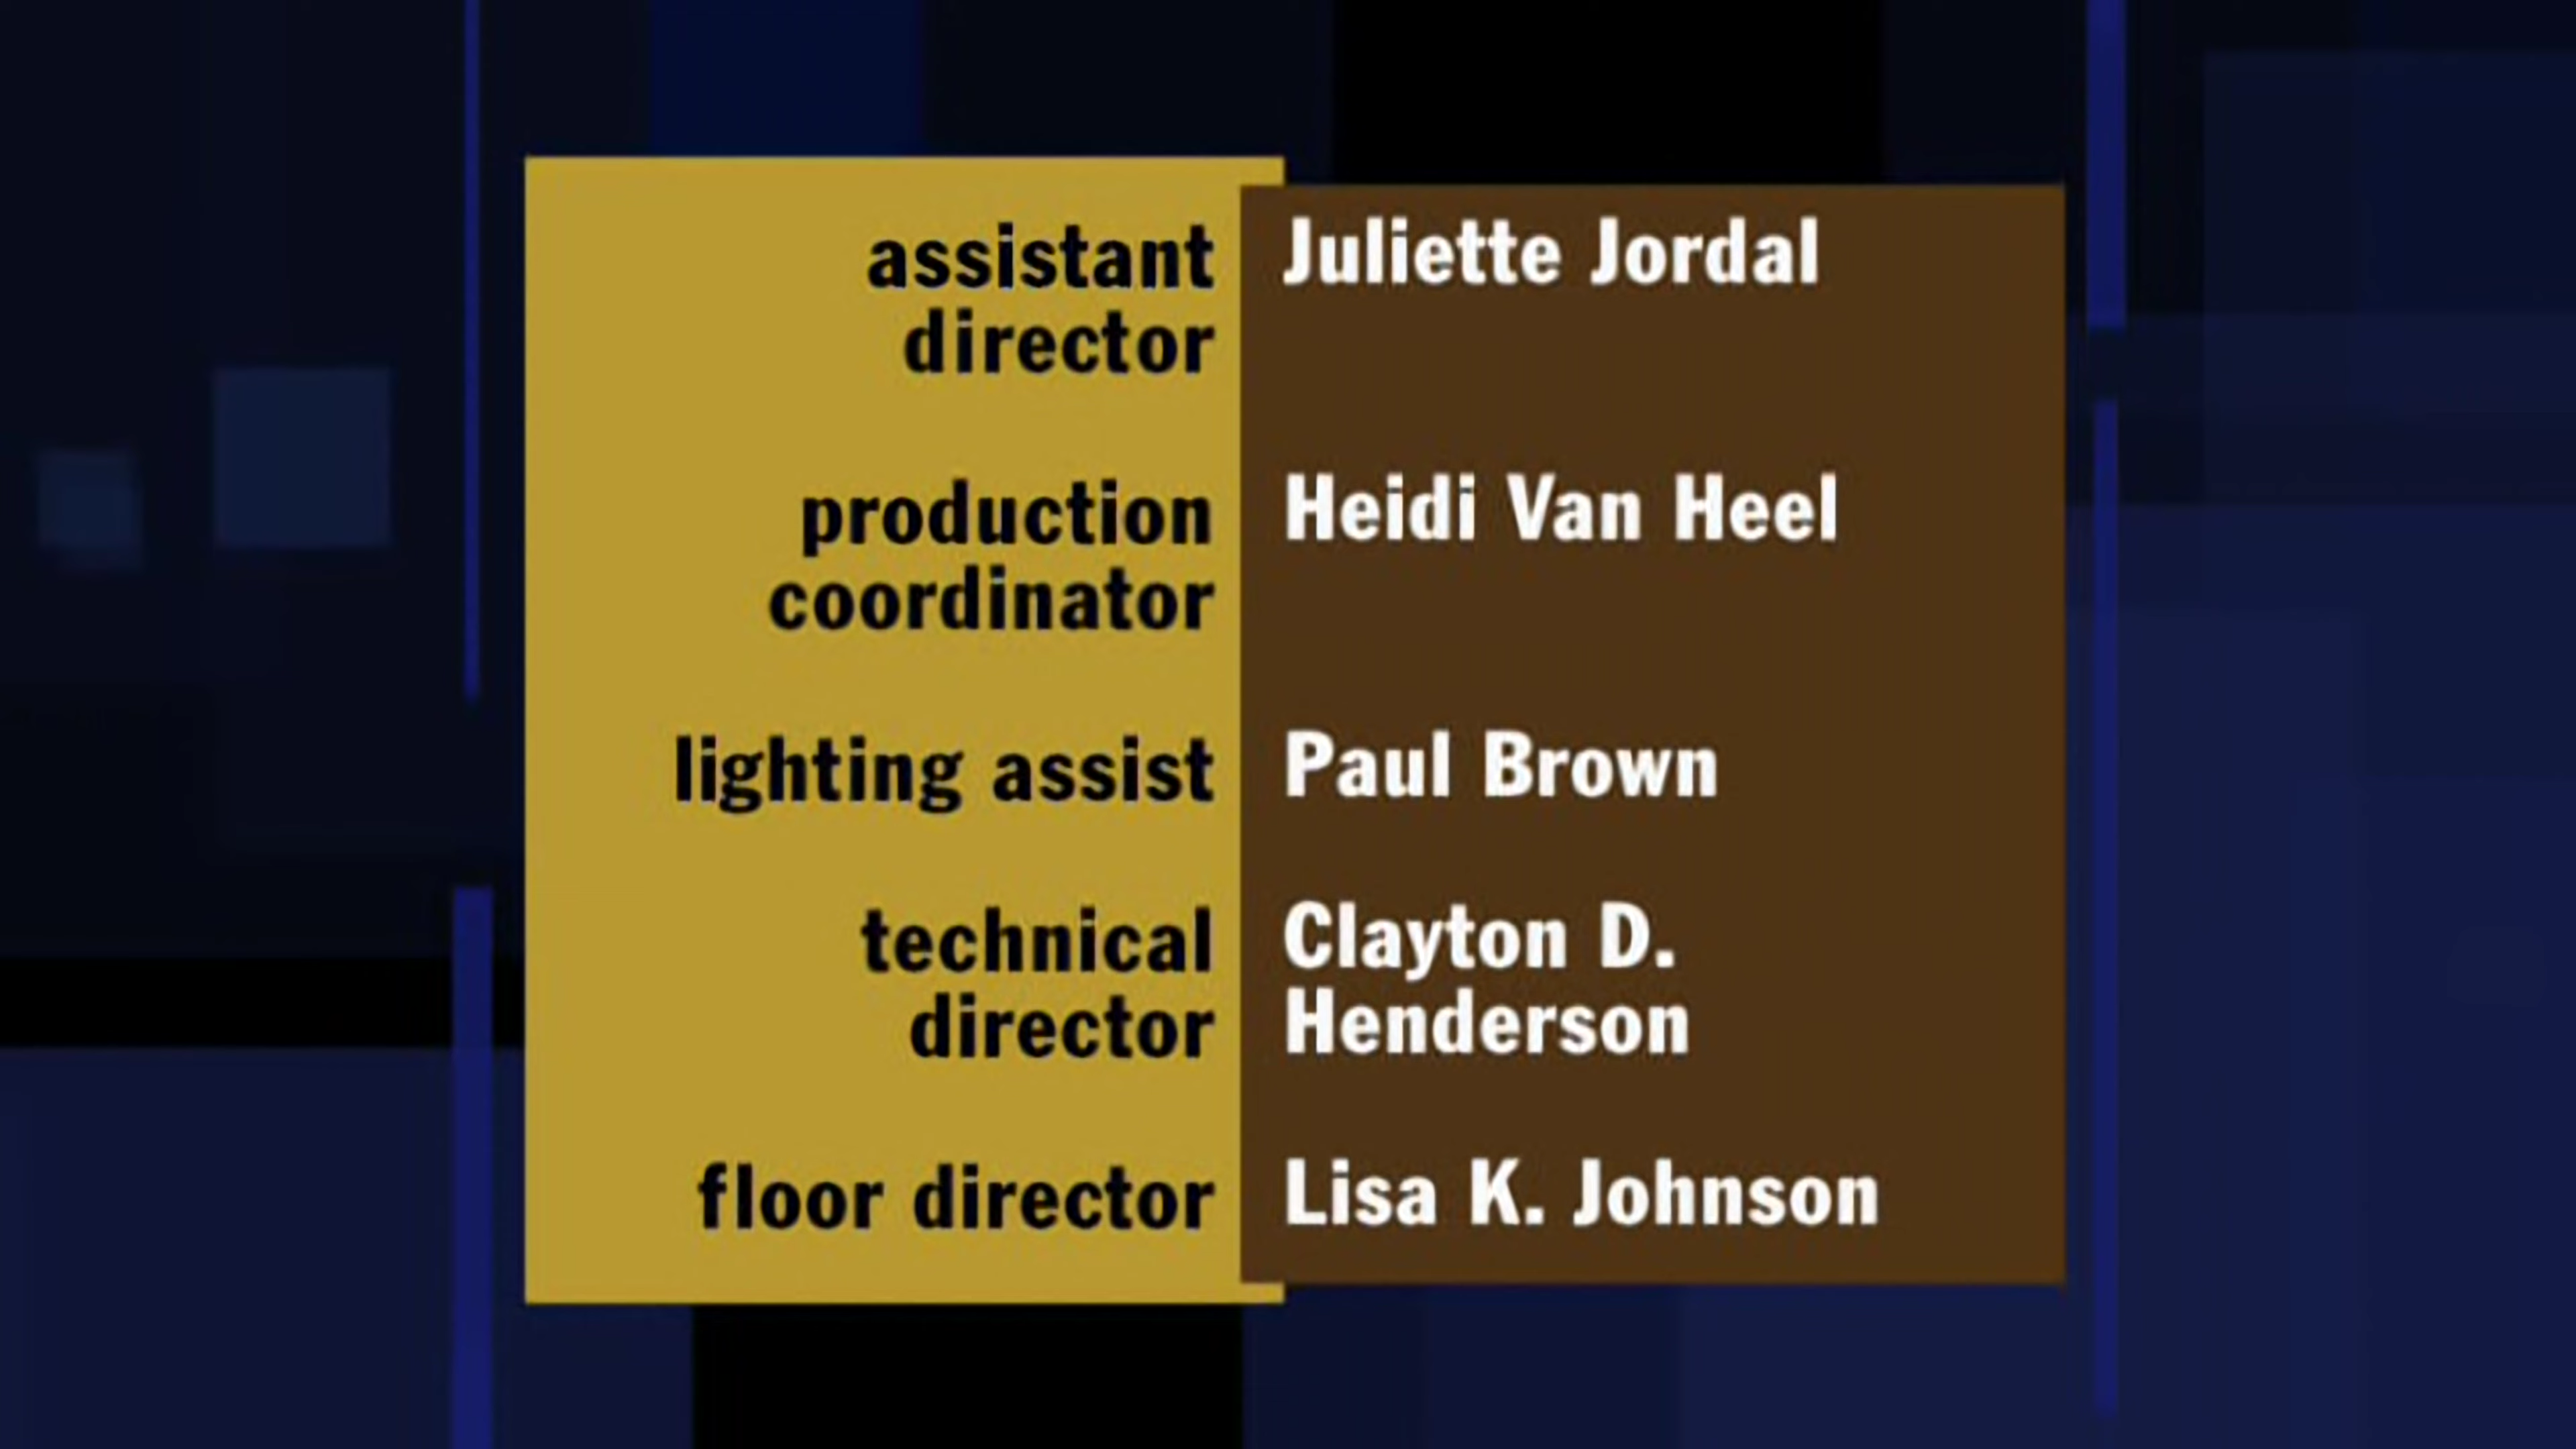 assistant director Juliette Jordal
production coordinator Heidi Van Heel
lighting assist Paul Brown
technical director Clayton D. Henderson
floor director Lisa K. Johnson